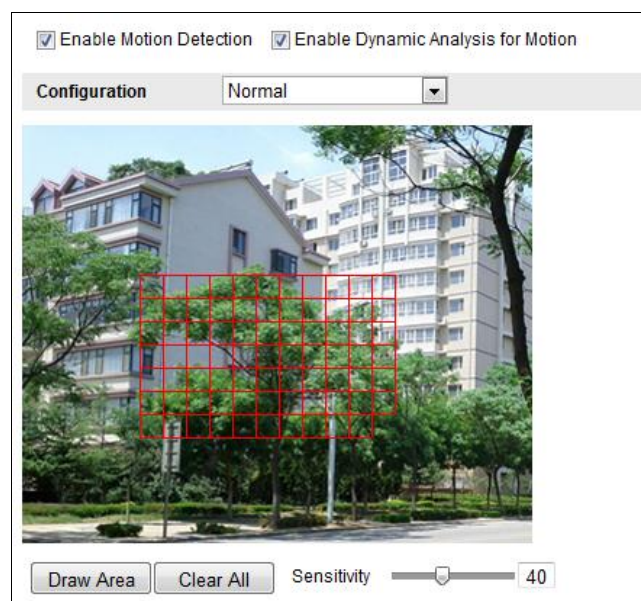 Enable Motion Detection Enable Dynamic Analysis for Motion
Configuration Normal
Draw Area Clear All Sensitivity 40